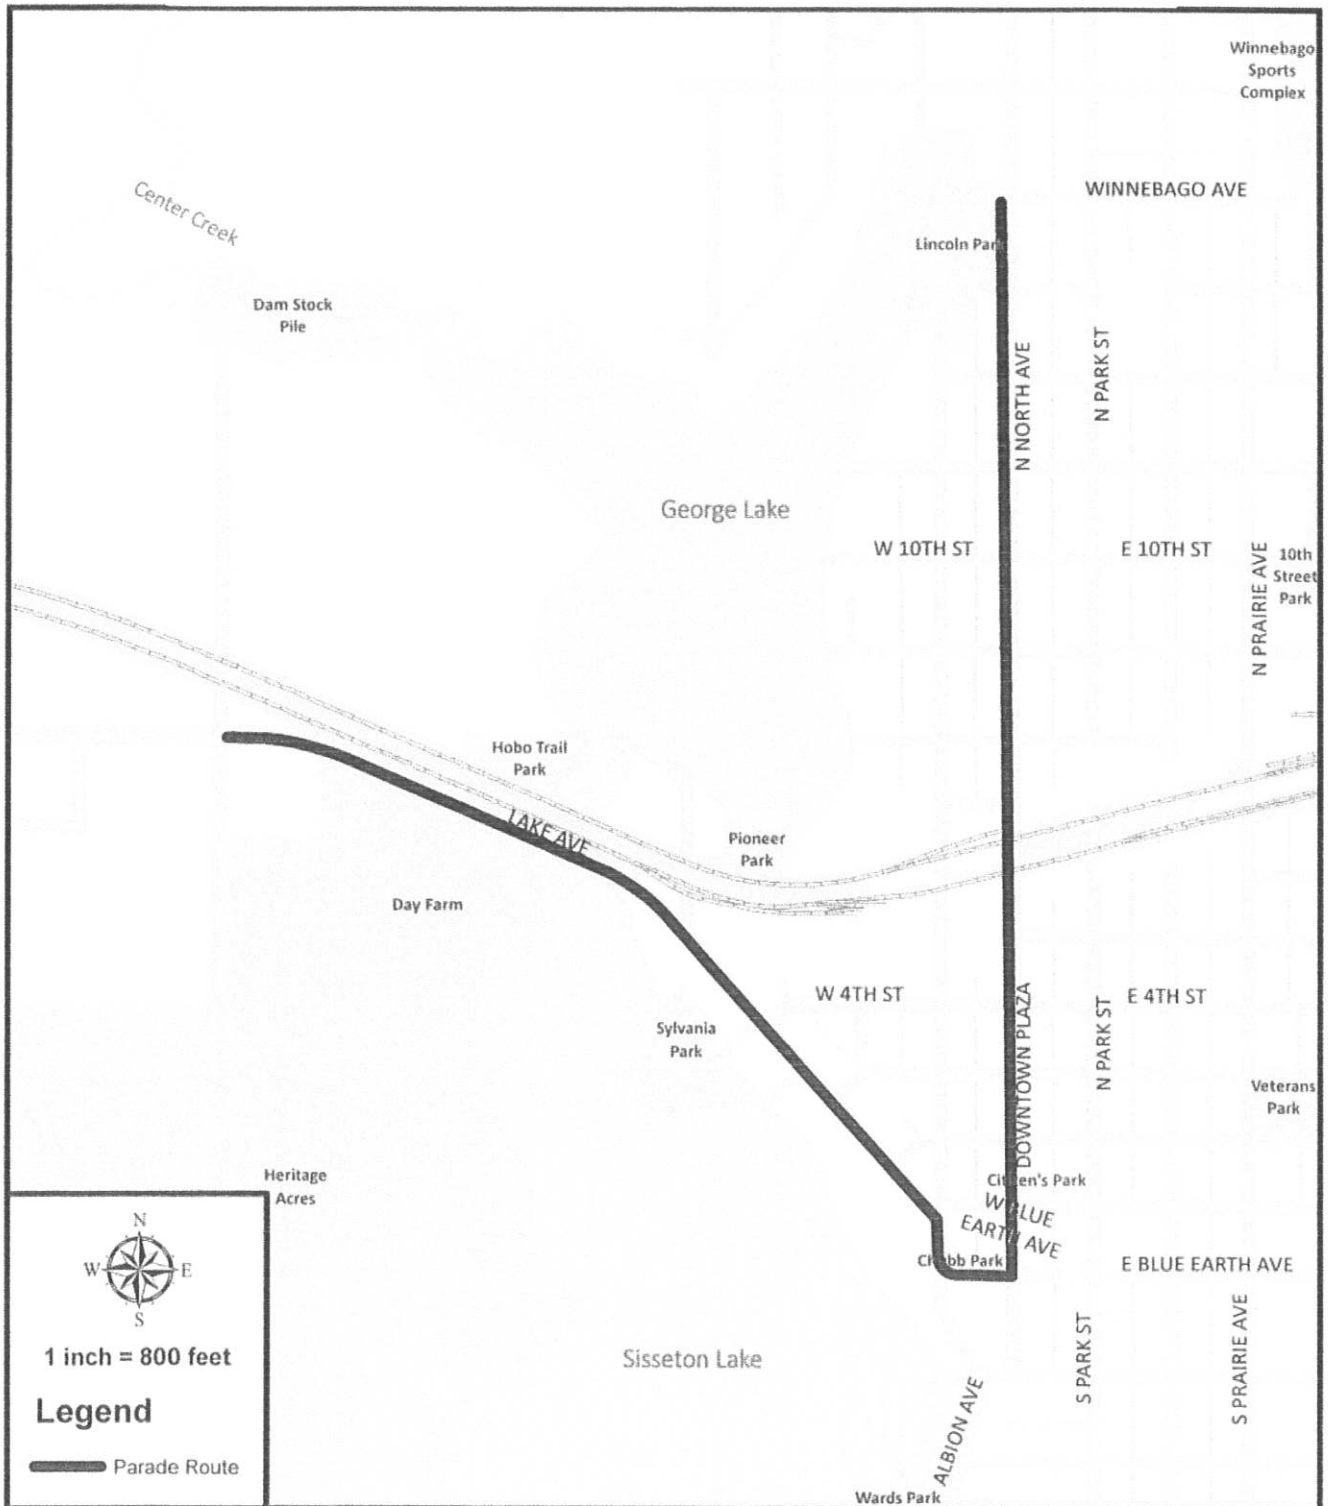 Winnebago
Sports
Complex
WINNEBAGO AVE
Center Creek
Lincoln Park
Dam Stock
Pile
N NORTH AVE
N PARK ST
George Lake
W 10TH ST
E 10TH ST
N PRAIRIE AVE
10th
Street
Park
Hobo Trail
Park
LAKE AVE
Pioneer
Park
Day Farm
W 4TH ST
E 4TH ST
DOWNTOWN PLAZA
N PARK ST
Sylvania
Park
Veterans
Park
Heritage
Acres
Citizen's Park
W BLUE
EARTH AVE
Chubb Park
E BLUE EARTH AVE
N
W
E
S
1 inch = 800 feet
Legend
Parade Route
Sisseton Lake
S PARK ST
S PRAIRIE AVE
ALBION AVE
Wards Park